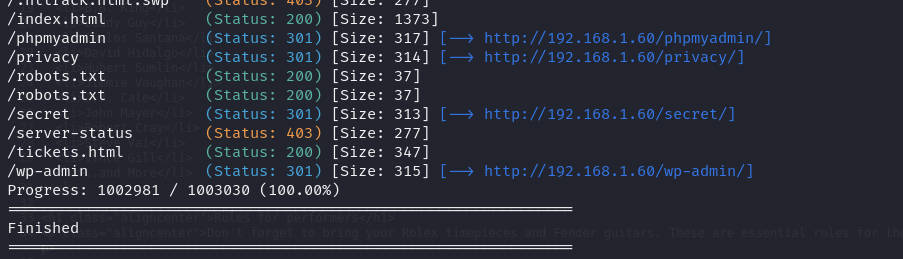 /.httrack.html.swp (Status: 403) [Size: 277]
/index.html (Status: 200) [Size: 1373]
/phpmyadmin (Status: 301) [Size: 317] [--> http://192.168.1.60/phpmyadmin/]
/privacy (Status: 301) [Size: 314] [--> http://192.168.1.60/privacy/]
/robots.txt (Status: 200) [Size: 37]
/robots.txt (Status: 200) [Size: 37]
/secret (Status: 301) [Size: 313] [--> http://192.168.1.60/secret/]
/server-status (Status: 403) [Size: 277]
/tickets.html (Status: 200) [Size: 347]
/wp-admin (Status: 301) [Size: 315] [--> http://192.168.1.60/wp-admin/]
Progress: 1002981 / 1003030 (100.00%)
Finished